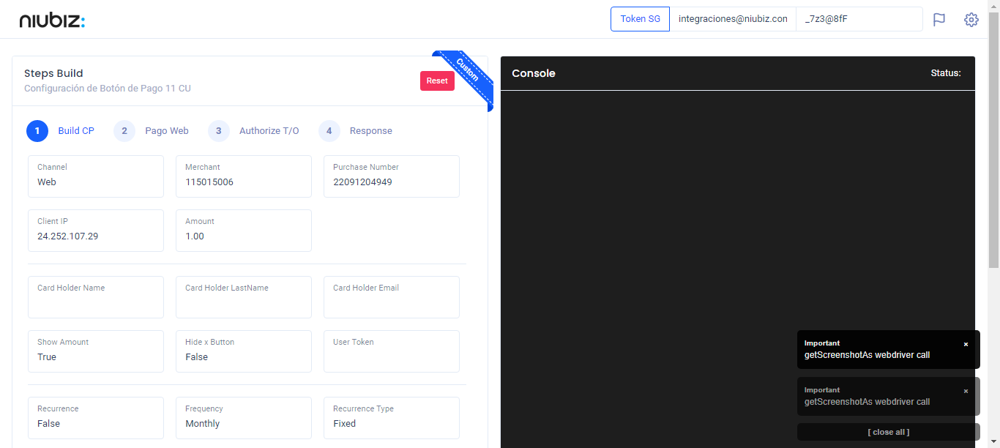 niubiz:
Token SG
integraciones@niubiz.con
_7z3@8fF
Steps Build
Configuración de Botón de Pago 11 CU
Reset
Custom
1 Build CP 2 Pago Web 3 Authorize T/O 4 Response
Channel
Web
Merchant
115015006
Purchase Number
22091204949
Client IP
24.252.107.29
Amount
1.00
Card Holder Name
Card Holder LastName
Card Holder Email
Show Amount
True
Hide x Button
False
User Token
Recurrence
False
Frequency
Monthly
Recurrence Type
Fixed
Console
Status:
Important ×
getScreenshotAs webdriver call
Important ×
getScreenshotAs webdriver call
[ close all ]